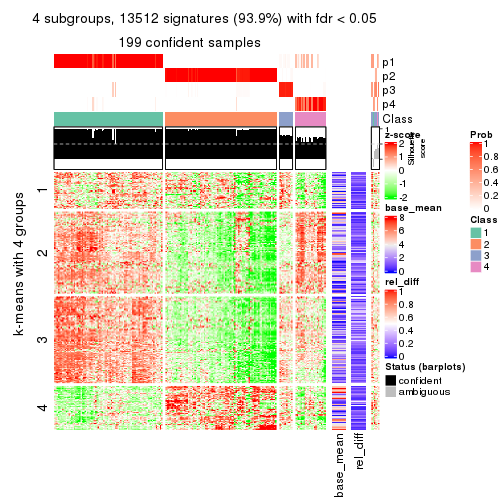 4 subgroups, 13512 signatures (93.9%) with fdr < 0.05
199 confident samples
p1
p2
p3
p4
Class
1
Silhouette
score
k-means with 4 groups
1
2
3
4
base_mean
rel_diff
z-score
2
1
0
-1
-2
base_mean
8
6
4
2
0
rel_diff
1
0.8
0.6
0.4
0.2
0
Status (barplots)
confident
ambiguous
Prob
1
0.8
0.6
0.4
0.2
0
Class
1
2
3
4